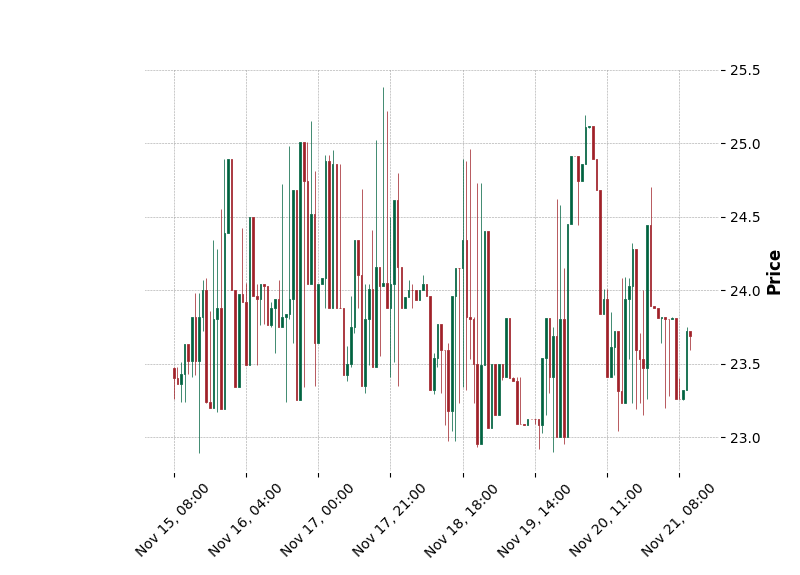 25.5
25.0
24.5
24.0
23.5
23.0
Price
Nov 15, 08:00
Nov 16, 04:00
Nov 17, 00:00
Nov 17, 21:00
Nov 18, 18:00
Nov 19, 14:00
Nov 20, 11:00
Nov 21, 08:00